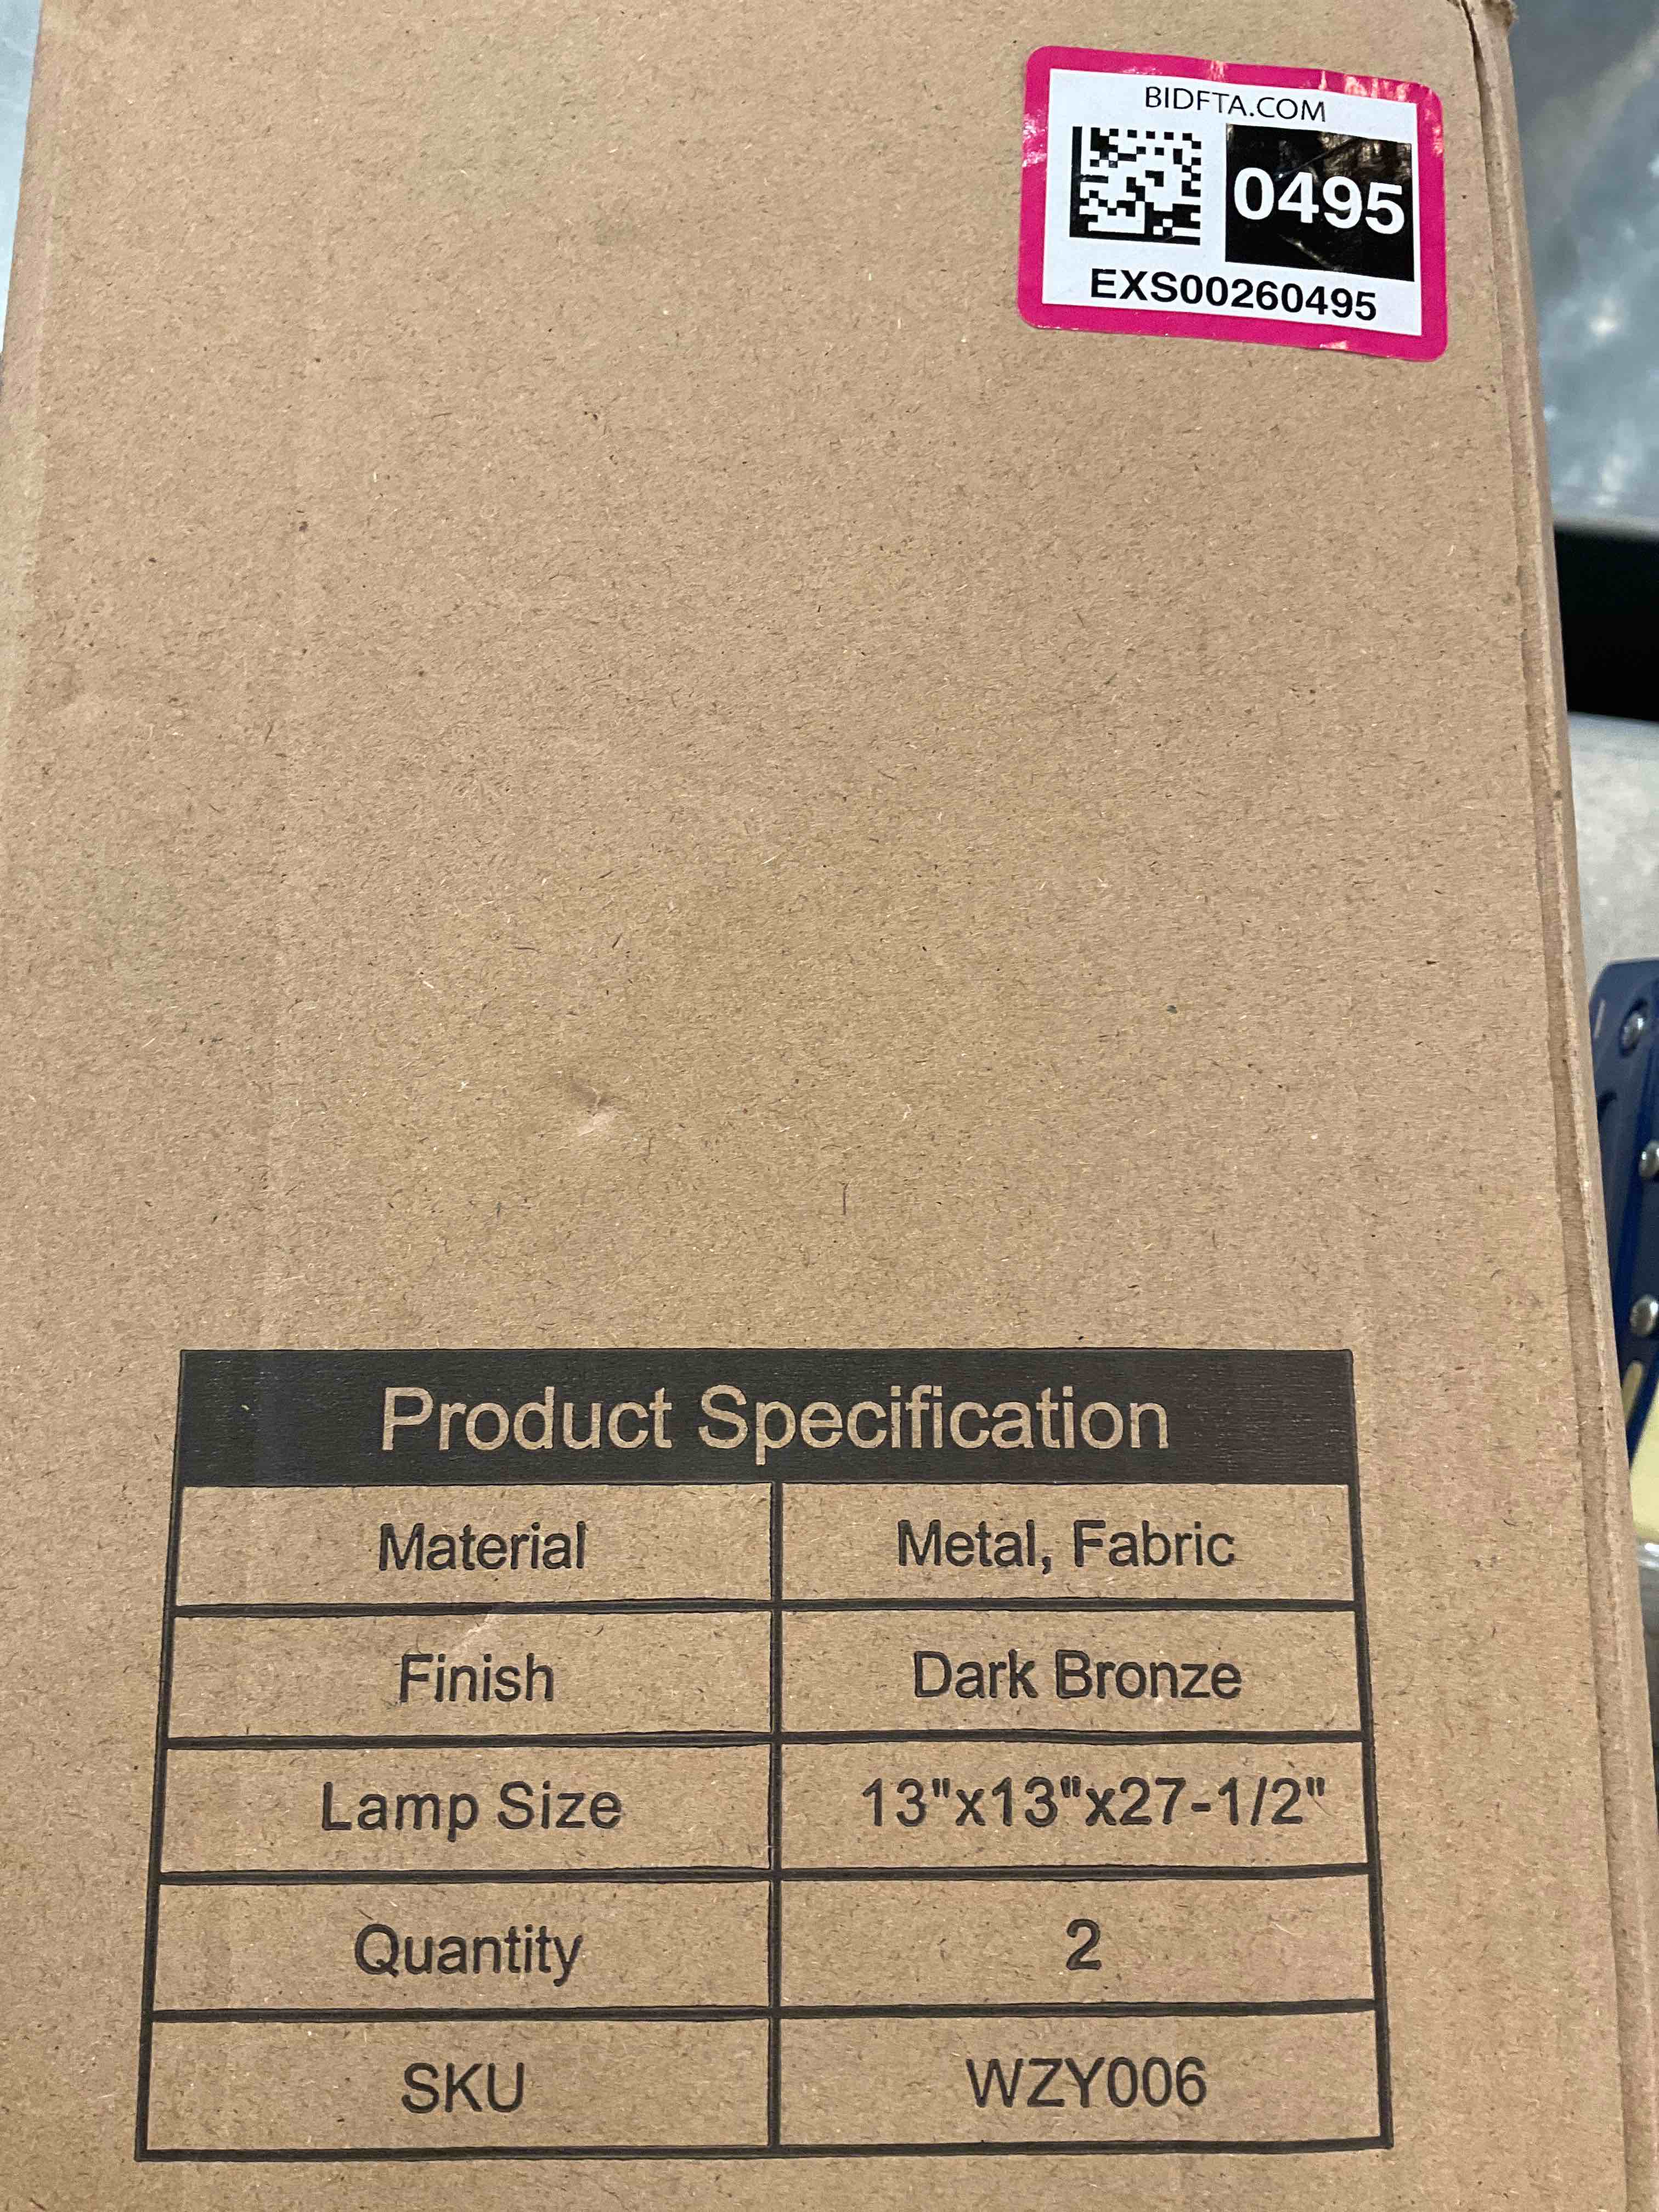 BIDFTA.COM
0495
EXS00260495
Product Specification
Material Metal, Fabric
Finish Dark Bronze
Lamp Size 13"x13"x27-1/2"
Quantity 2
SKU WZY006